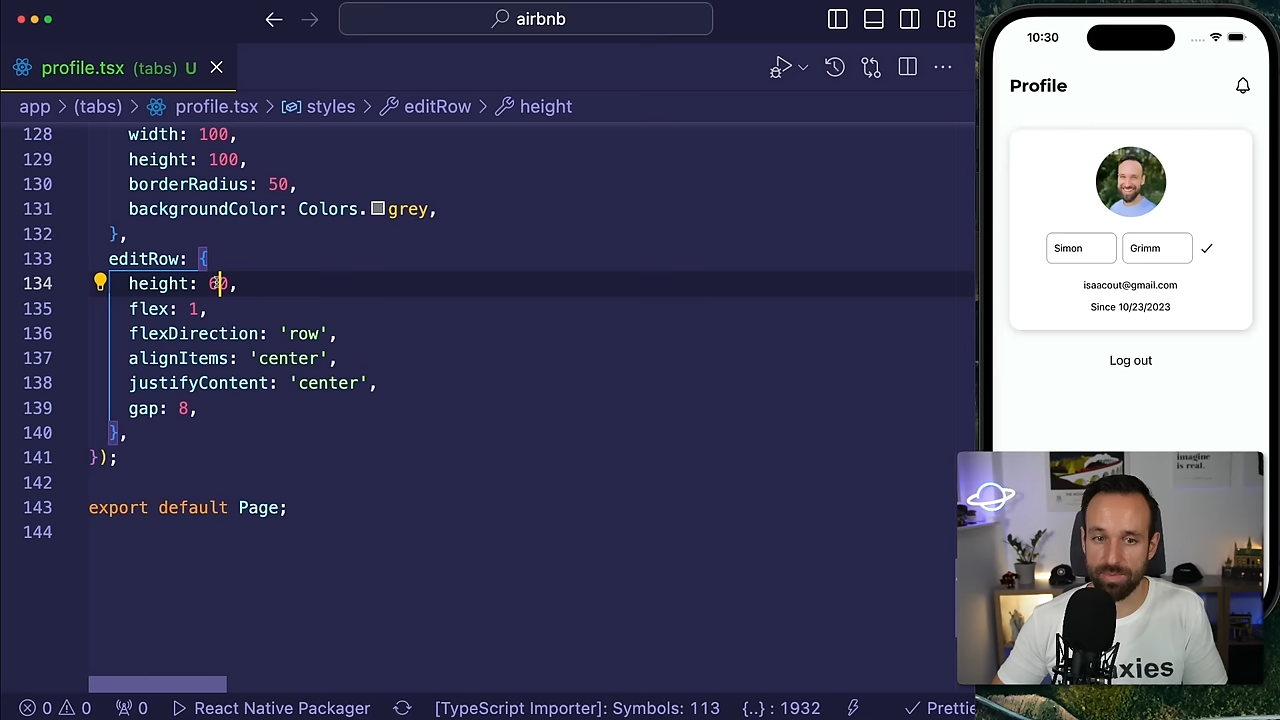 airbnb
profile.tsx (tabs) U
app > (tabs) > profile.tsx > styles > editRow > height
128 width: 100,
129 height: 100,
130 borderRadius: 50,
131 backgroundColor: Colors.grey,
132 },
133 editRow: {
134 height: 60,
135 flex: 1,
136 flexDirection: 'row',
137 alignItems: 'center',
138 justifyContent: 'center',
139 gap: 8,
140 },
141 });
142
143 export default Page;
144
0 0 0 React Native Packager [TypeScript Importer]: Symbols: 113 {..} : 1932 Prettie
10:30
Profile
Simon
Grimm
isaacout@gmail.com
Since 10/23/2023
Log out
imagine
is real.
axies